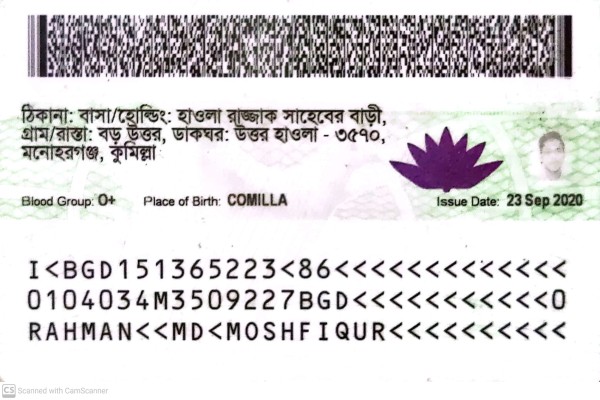 ঠিকানা: বাসা/হোল্ডিং: হাওলা রাজ্জাক সাহেবের বাড়ী,
গ্রাম/রাস্তা: বড় উত্তর, ডাকঘর: উত্তর হাওলা - ৩৫৭০,
মনোহরগঞ্জ, কুমিল্লা
Blood Group: O+ Place of Birth: COMILLA Issue Date: 23 Sep 2020
I<BGD151365223<86<<<<<<<<<<<<<
0104034M3509227BGD<<<<<<<<<<<0
RAHMAN<<MD<MOSHFIQUR<<<<<<<<<<
CS Scanned with CamScanner